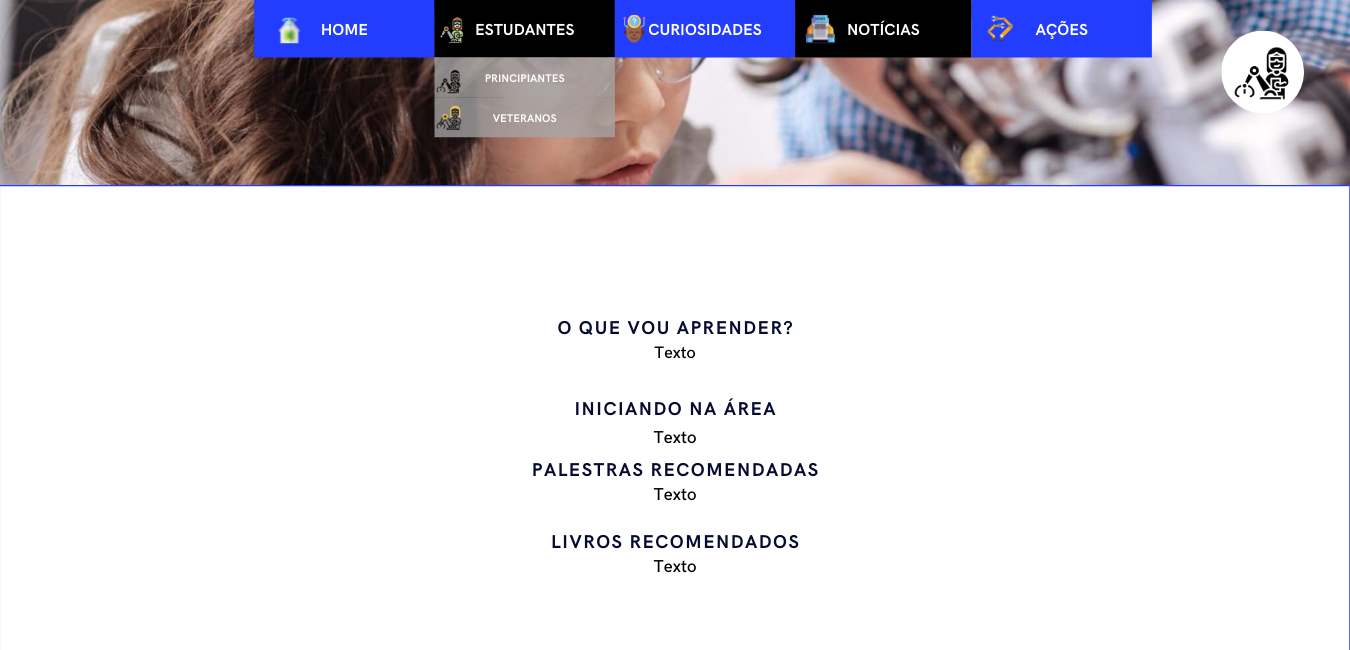 HOME
ESTUDANTES
CURIOSIDADES
NOTÍCIAS
AÇÕES
PRINCIPIANTES
VETERANOS
O QUE VOU APRENDER?
Texto
INICIANDO NA ÁREA
Texto
PALESTRAS RECOMENDADAS
Texto
LIVROS RECOMENDADOS
Texto